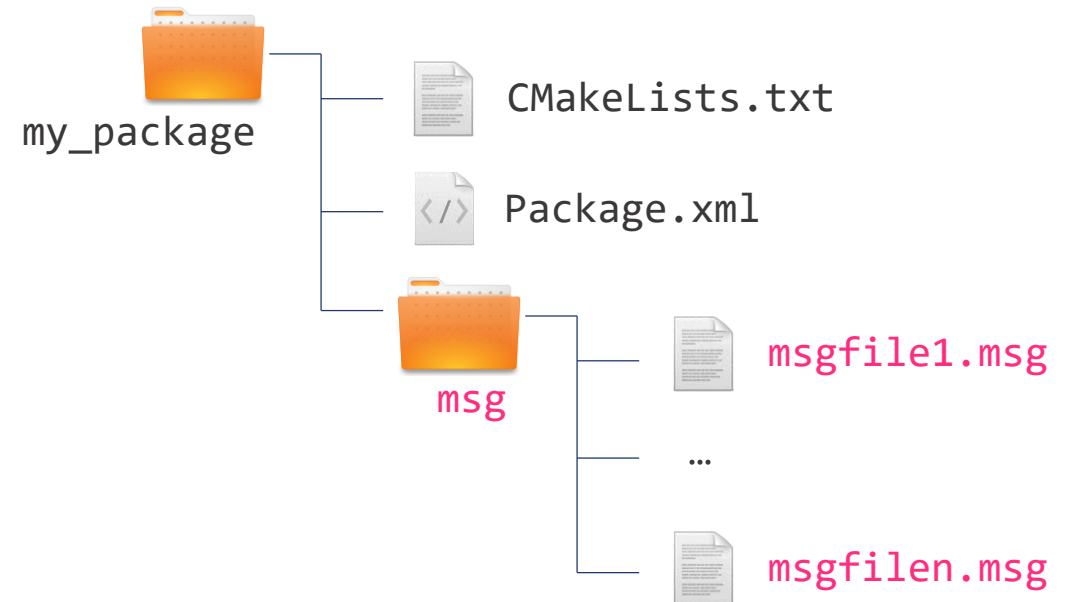 my_package
CMakeLists.txt
Package.xml
msg
msgfile1.msg
…
msgfilen.msg